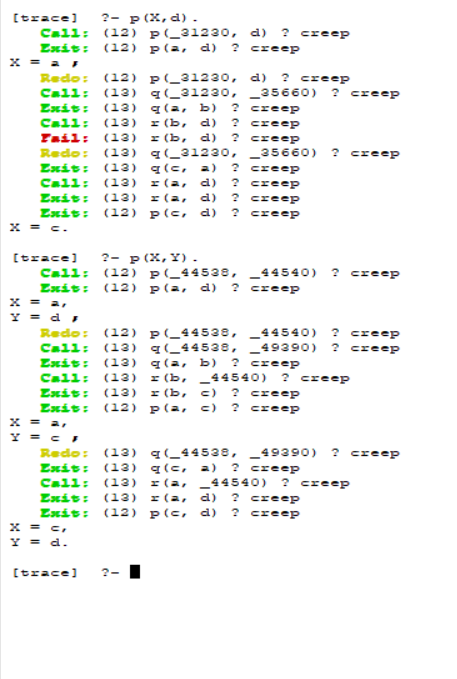 [trace]  ?- p(X,d).
   Call: (12) p(_31230, d) ? creep
   Exit: (12) p(a, d) ? creep
X = a ;
   Redo: (12) p(_31230, d) ? creep
   Call: (13) q(_31230, _35660) ? creep
   Exit: (13) q(a, b) ? creep
   Call: (13) r(b, d) ? creep
   Fail: (13) r(b, d) ? creep
   Redo: (13) q(_31230, _35660) ? creep
   Exit: (13) q(c, a) ? creep
   Call: (13) r(a, d) ? creep
   Exit: (13) r(a, d) ? creep
   Exit: (12) p(c, d) ? creep
X = c.

[trace]  ?- p(X,Y).
   Call: (12) p(_44538, _44540) ? creep
   Exit: (12) p(a, d) ? creep
X = a,
Y = d ;
   Redo: (12) p(_44538, _44540) ? creep
   Call: (13) q(_44538, _49390) ? creep
   Exit: (13) q(a, b) ? creep
   Call: (13) r(b, _44540) ? creep
   Exit: (13) r(b, c) ? creep
   Exit: (12) p(a, c) ? creep
X = a,
Y = c ;
   Redo: (13) q(_44538, _49390) ? creep
   Exit: (13) q(c, a) ? creep
   Call: (13) r(a, _44540) ? creep
   Exit: (13) r(a, d) ? creep
   Exit: (12) p(c, d) ? creep
X = c,
Y = d.

[trace]  ?-